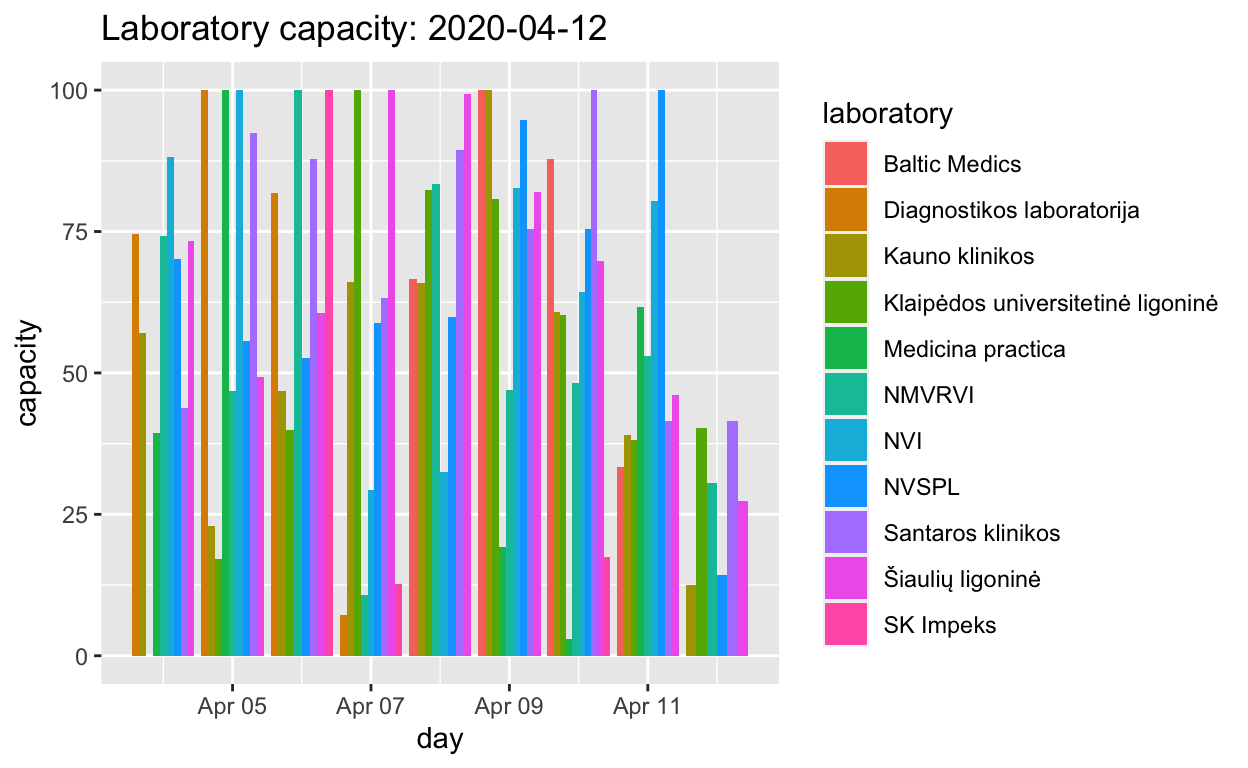 Laboratory capacity: 2020-04-12
100
75
50
25
0
capacity
Apr 05
Apr 07
Apr 09
Apr 11
day
laboratory
Baltic Medics
Diagnostikos laboratorija
Kauno klinikos
Klaipėdos universitetinė ligoninė
Medicina practica
NMVRVI
NVI
NVSPL
Santaros klinikos
Šiaulių ligoninė
SK Impeks